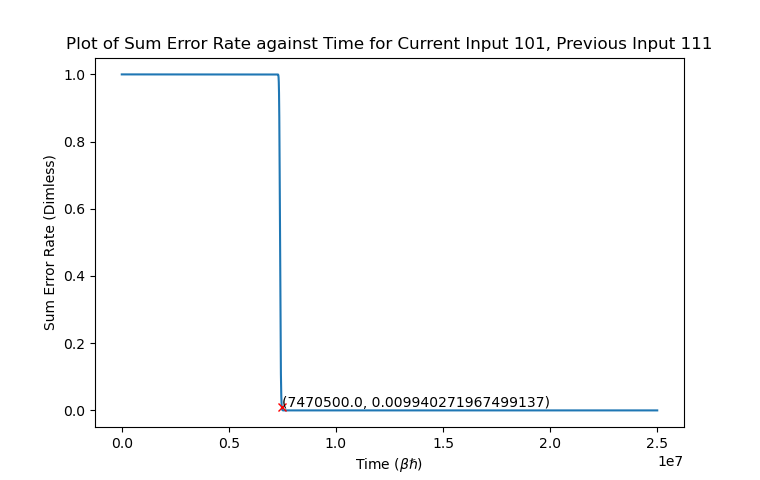 Plot of Sum Error Rate against Time for Current Input 101, Previous Input 111
1.0
0.8
0.6
0.4
0.2
0.0
Sum Error Rate (Dimless)
(7470500.0, 0.009940271967499137)
0.0 0.5 1.0 1.5 2.0 2.5
1e7
Time (βℏ)